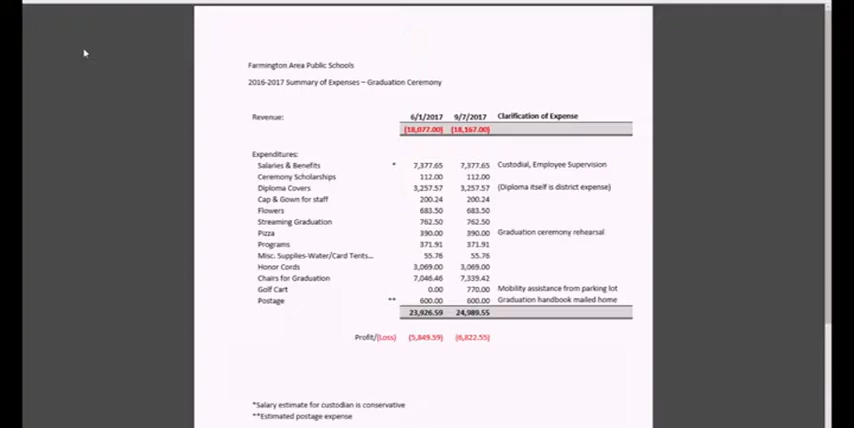 Farmington Area Public Schools
2016-2017 Summary of Expenses – Graduation Ceremony
Revenue: 6/1/2017 9/7/2017 Clarification of Expense
(18,077.00) (18,167.00)
Expenditures:
Salaries & Benefits * 7,377.65 7,377.65 Custodial, Employee Supervision
Ceremony Scholarships 112.00 112.00
Diploma Covers 3,257.57 3,257.57 (Diploma itself is district expense)
Cap & Gown for staff 200.24 200.24
Flowers 683.50 683.50
Streaming Graduation 762.50 762.50
Pizza 390.00 390.00 Graduation ceremony rehearsal
Programs 371.91 371.91
Misc. Supplies-Water/Card Tents... 55.76 55.76
Honor Cords 3,069.00 3,069.00
Chairs for Graduation 7,046.46 7,339.42
Golf Cart 0.00 770.00 Mobility assistance from parking lot
Postage ** 600.00 600.00 Graduation handbook mailed home
23,926.59 24,989.55
Profit/(Loss) (5,849.59) (6,822.55)
*Salary estimate for custodian is conservative
**Estimated postage expense